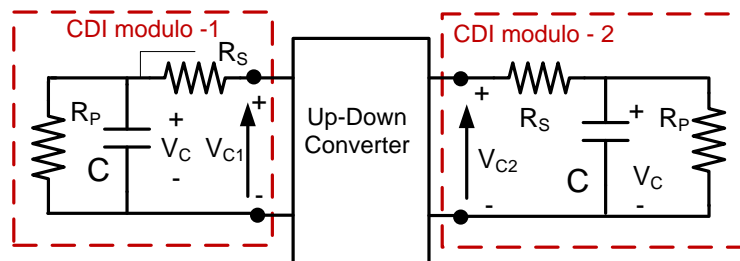 CDI modulo -1
R_S
R_P
C
+
V_C
-
+
V_C1
-
Up-Down
Converter
CDI modulo - 2
+
V_C2
-
R_S
C
+
V_C
-
R_P